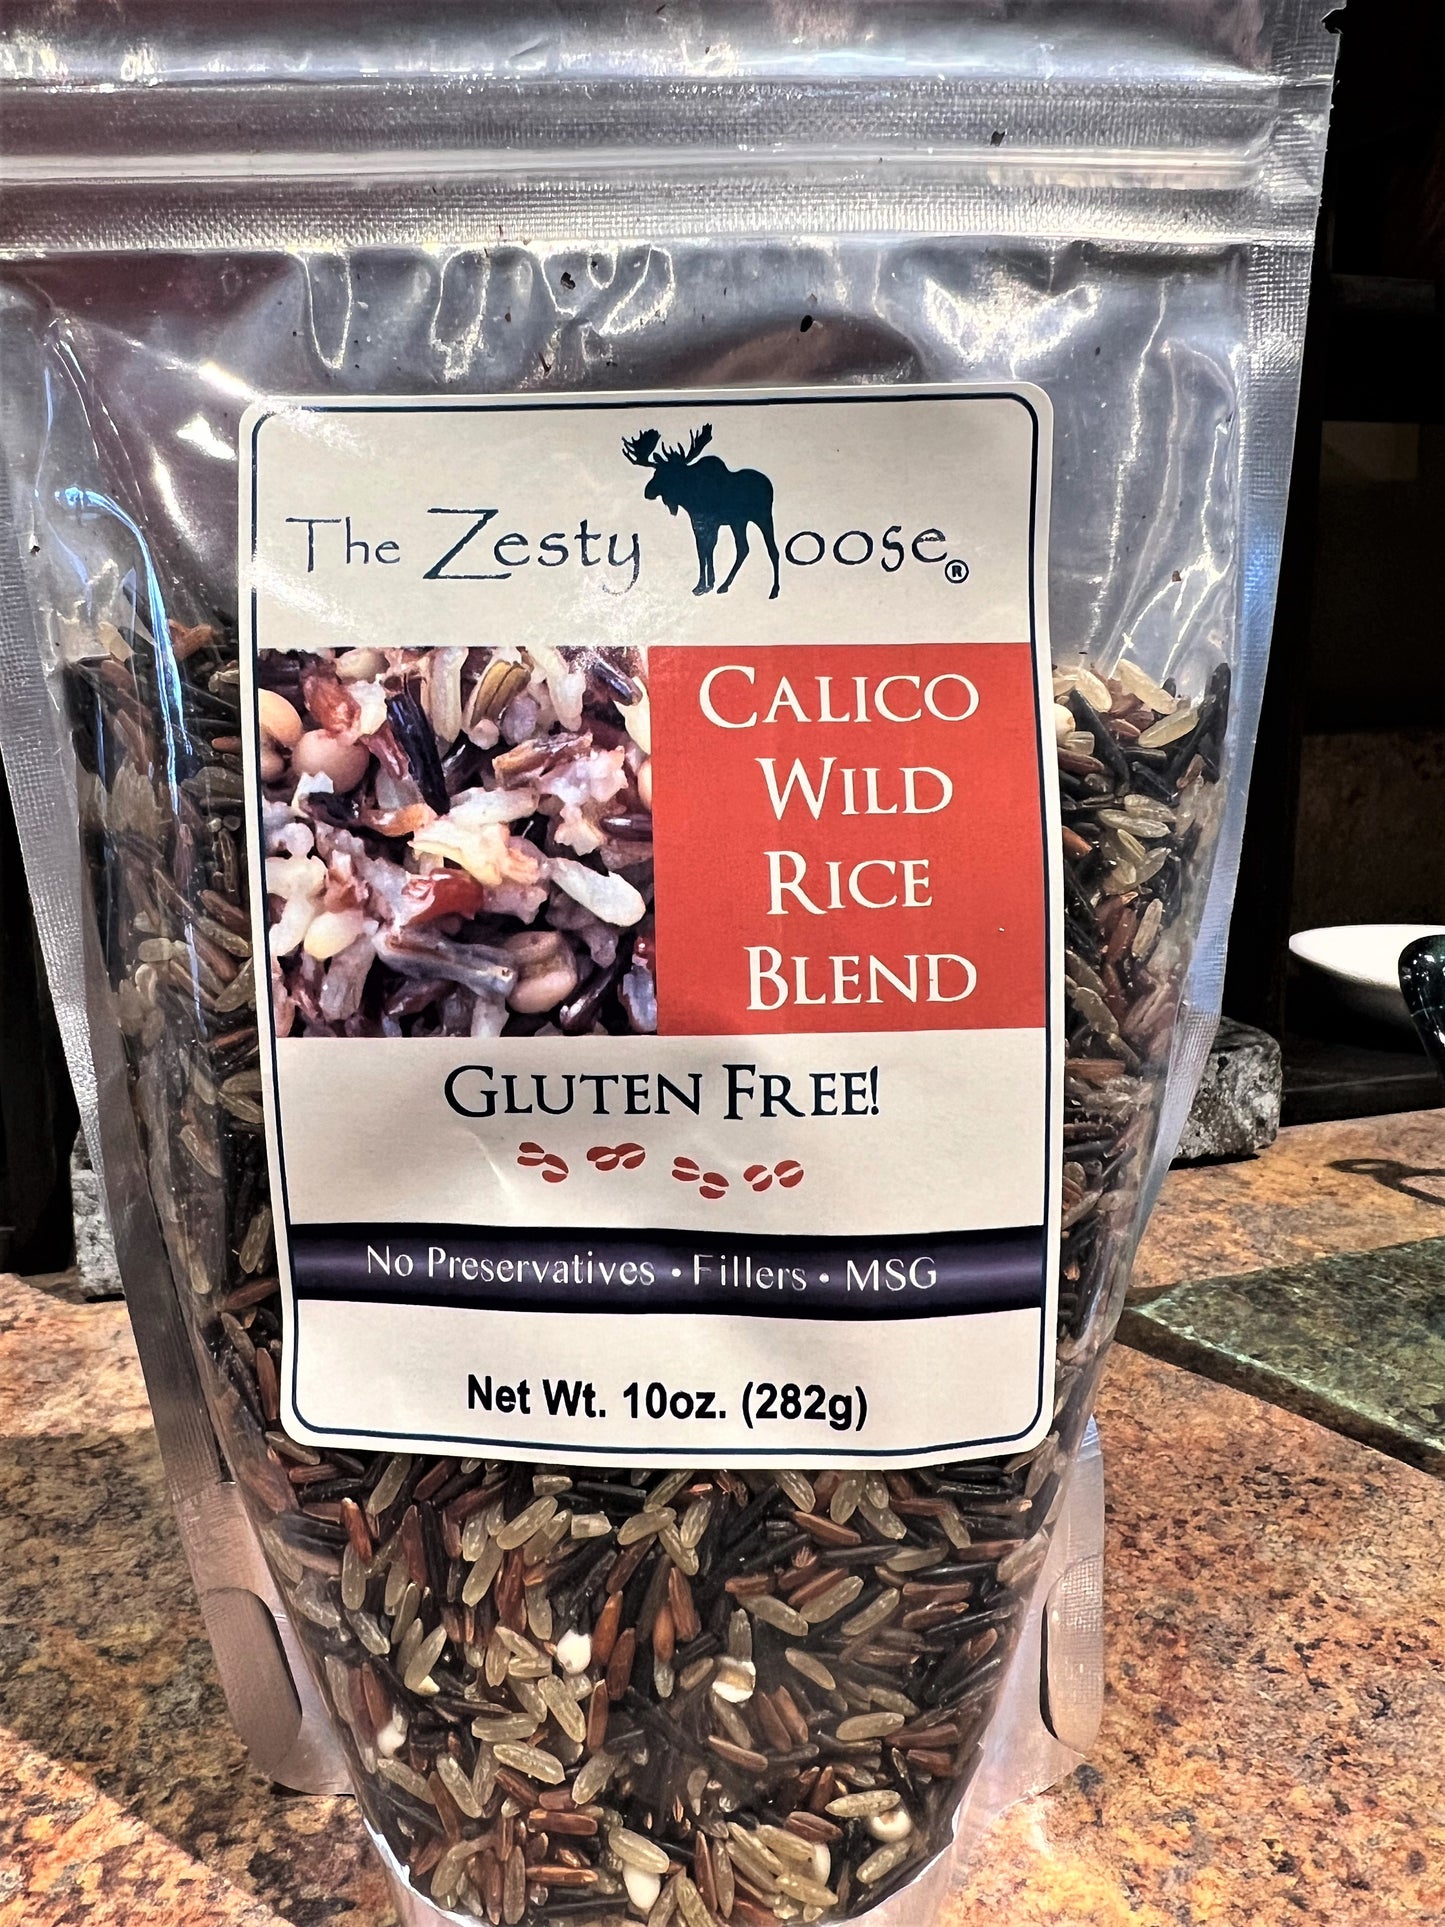 The Zesty Moose®
Calico
Wild
Rice
Blend
Gluten Free!
No Preservatives • Fillers • MSG
Net Wt. 10oz. (282g)